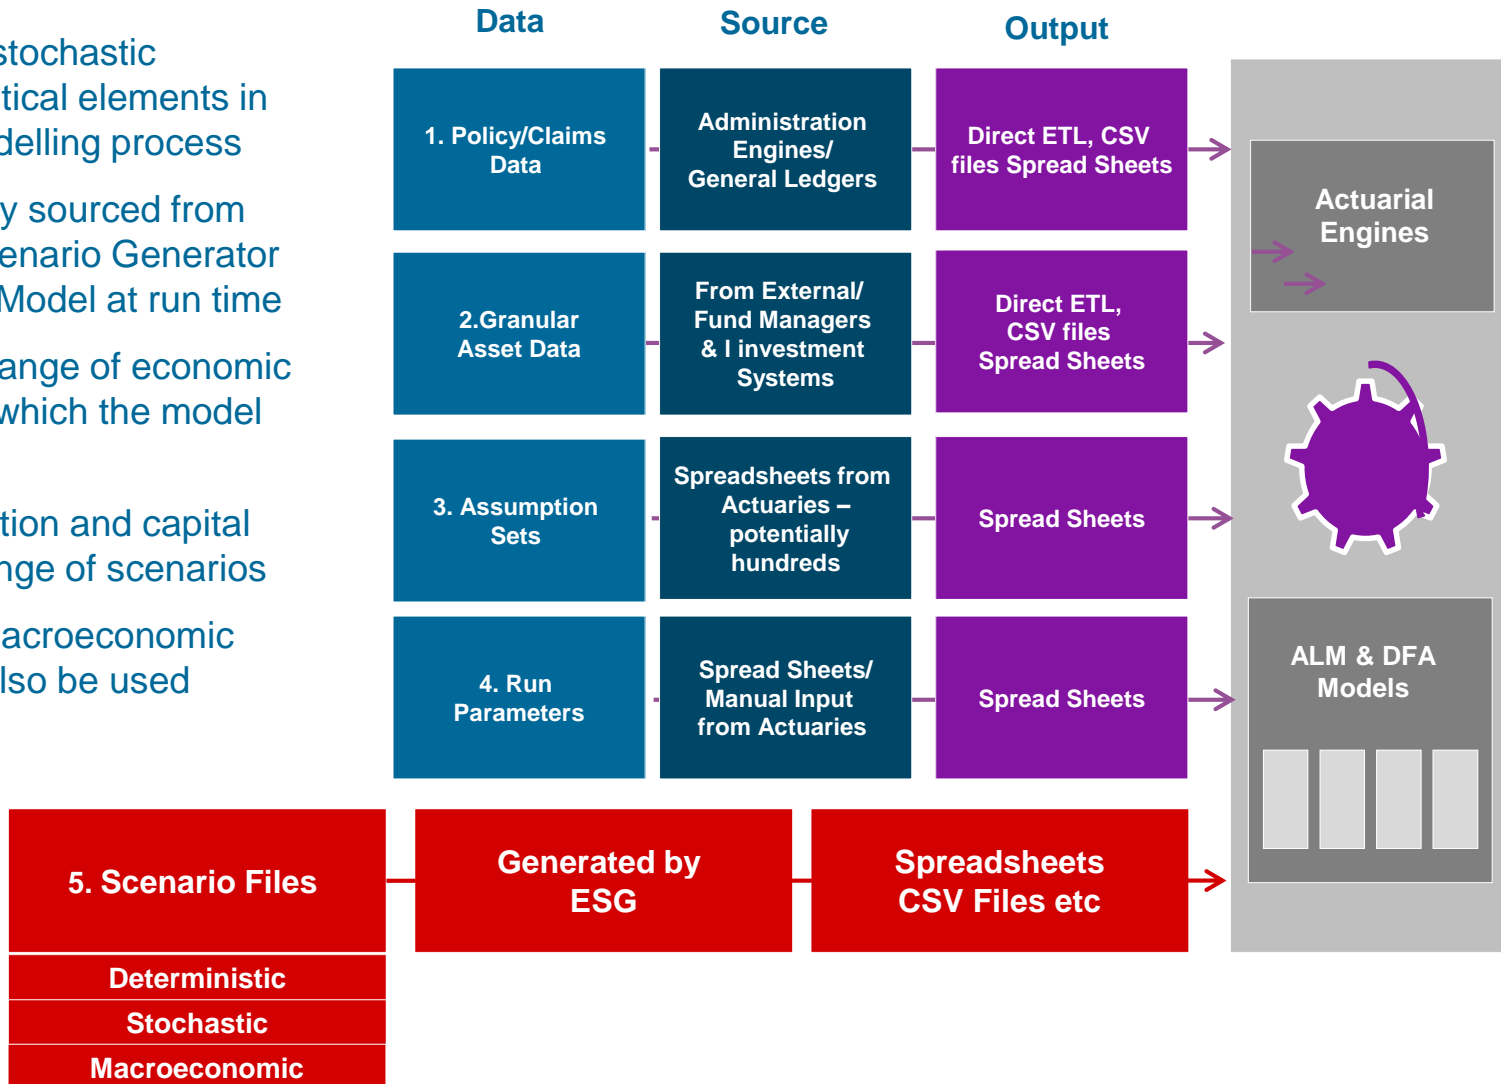 stochastic
tical elements in
delling process
y sourced from
enario Generator
Model at run time
ange of economic
which the model
tion and capital
nge of scenarios
acroeconomic
lso be used
Data
Source
Output
1. Policy/Claims
Data
Administration
Engines/
General Ledgers
Direct ETL, CSV
files Spread Sheets
2.Granular
Asset Data
From External/
Fund Managers
& I investment
Systems
Direct ETL,
CSV files
Spread Sheets
3. Assumption
Sets
Spreadsheets from
Actuaries –
potentially
hundreds
Spread Sheets
4. Run
Parameters
Spread Sheets/
Manual Input
from Actuaries
Spread Sheets
5. Scenario Files
Generated by
ESG
Spreadsheets
CSV Files etc
Deterministic
Stochastic
Macroeconomic
Actuarial
Engines
ALM & DFA
Models